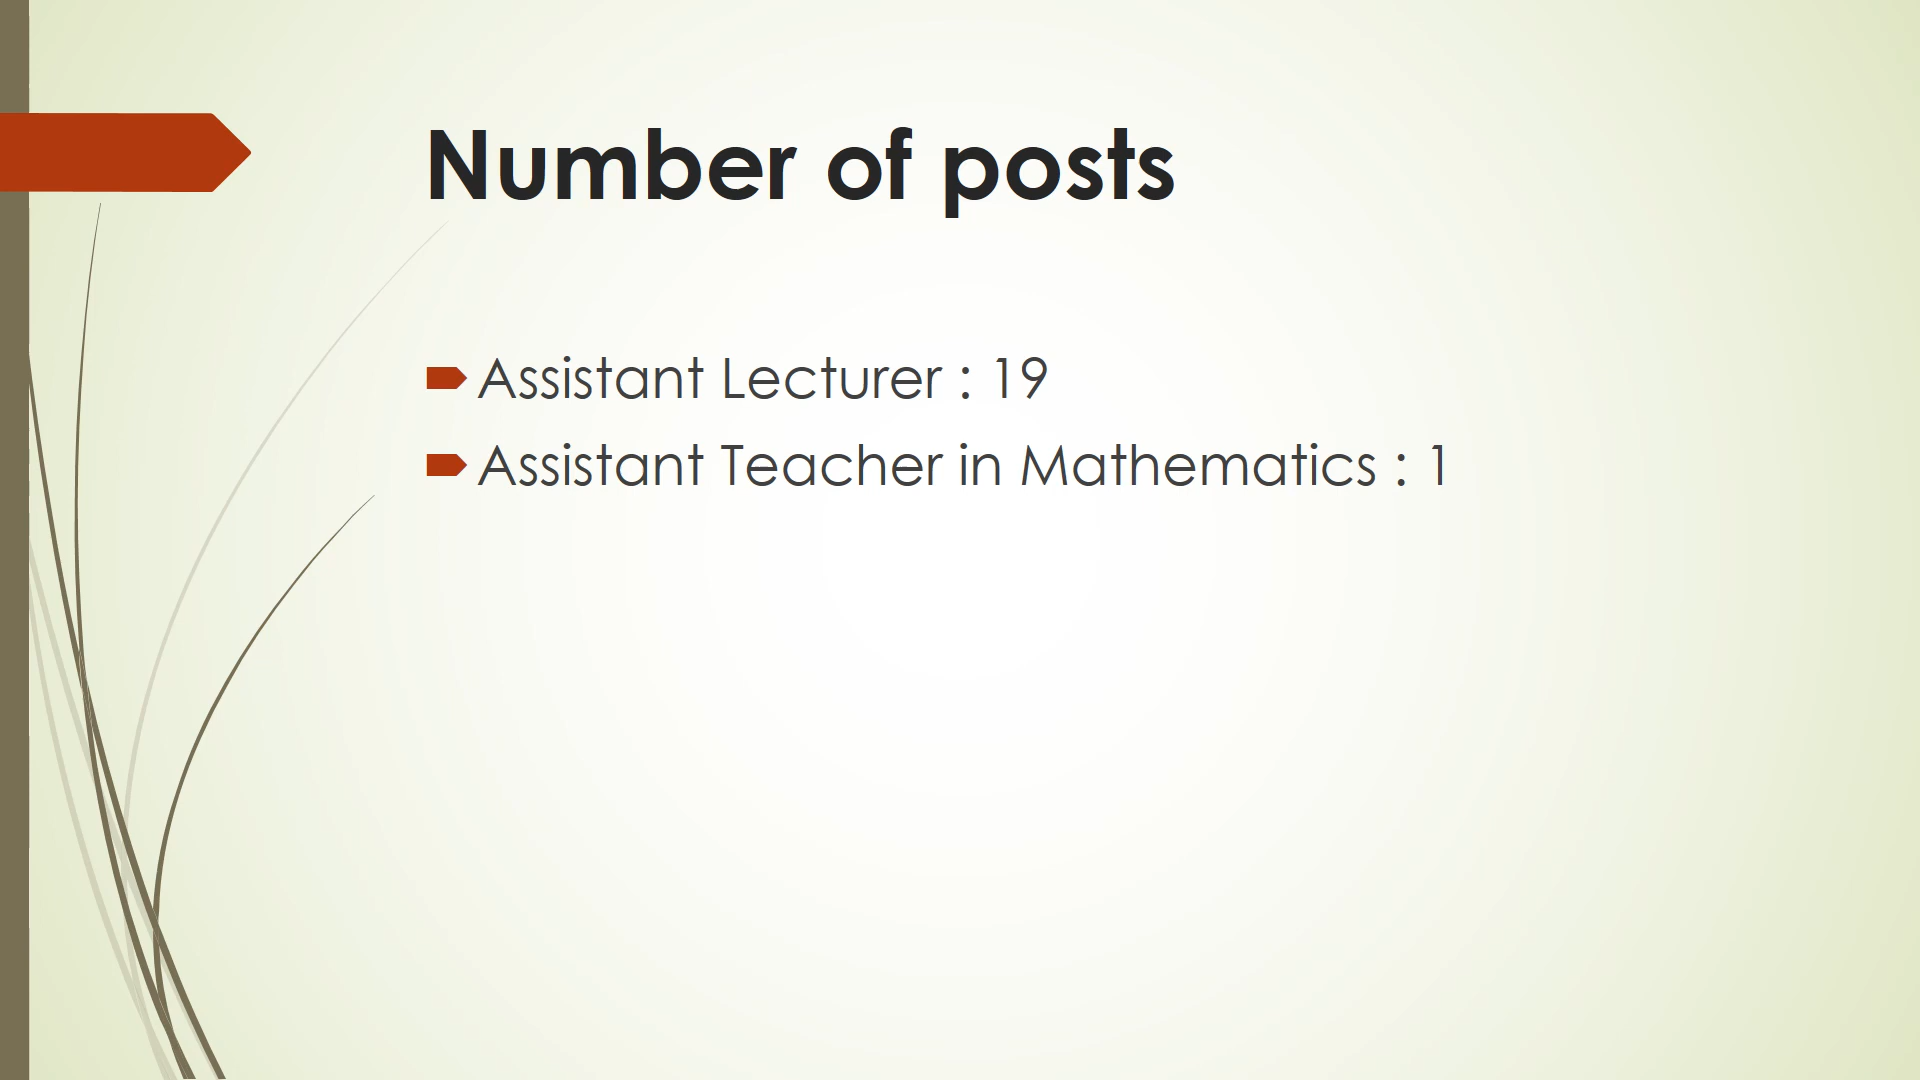 Number of posts
Assistant Lecturer : 19
Assistant Teacher in Mathematics : 1